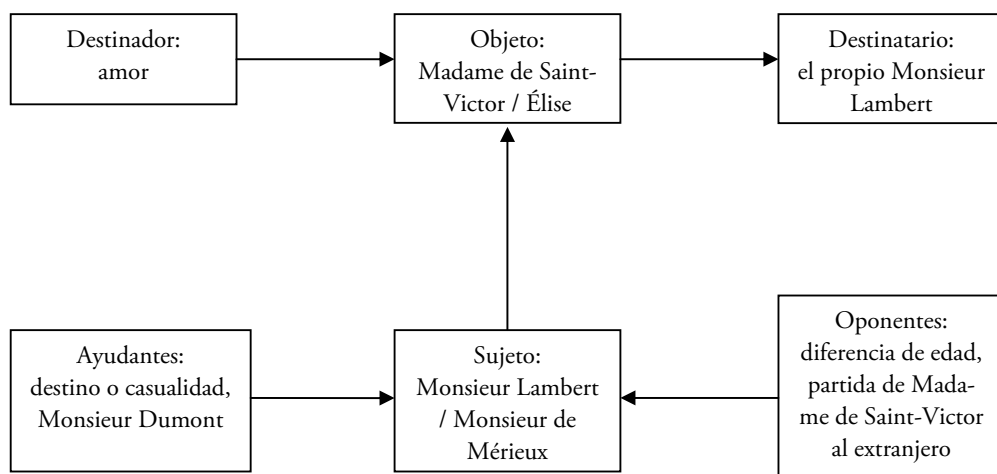 Destinador:
amor
Objeto:
Madame de Saint-
Victor / Élise
Destinatario:
el propio Monsieur
Lambert
Ayudantes:
destino o casualidad,
Monsieur Dumont
Sujeto:
Monsieur Lambert
/ Monsieur de
Mérieux
Oponentes:
diferencia de edad,
partida de Mada-
me de Saint-Victor
al extranjero